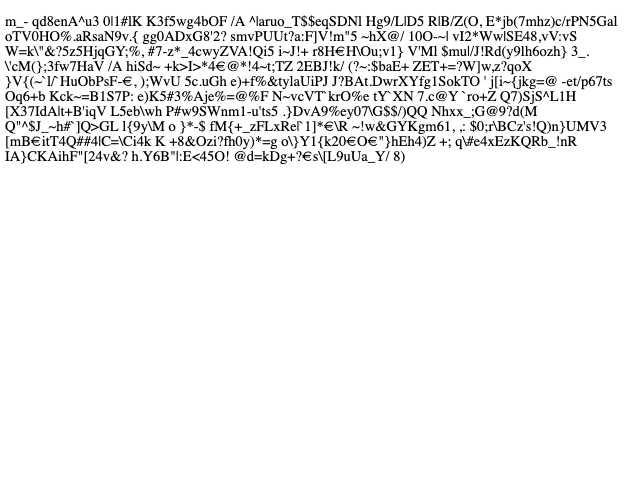 m_- qd8enA^u3 0|1#lK K3f5wg4bOF /A ^|aruo_T$$eqSDNl Hg9/L|D5 R|B/Z(O, E*jb(7mhz)c/rPN5Gal
oTV0HO%.aRsaN9v.{ gg0ADxG8'2? smvPUUt?a:F]V!m"5 ~hX@/ 10O-~| vI2*Ww|SE48,vV:vS
W=k\"&?5z5HjqGY;%, #7-z*_4cwyZVA!Qi5 i~J!+ r8H€H\Ou;v1} V'Ml $mul/J!Rd(y9lh6ozh} 3_.
\'cM(};3fw7HaV /A hiSd~ +k>I>*4€@*!4~t;TZ 2EBJ!k/ (?~:$baE+ ZET+=?W]w,z?qoX
}V{(~`l/`HuObPsF-€, );WvU 5c.uGh e)+f%&tylaUiPJ J?BAt.DwrXYfg1SokTO ' j[i~{jkg=@ -et/p67ts
Oq6+b Kck~=B1S7P: e)K5#3%Aje%=@%F N~vcVT`krO%e tY`XN 7.c@Y `ro+Z Q7)SjS^L1H
[X37IdA|t+B'iqV L5eb\wh P#w9SWnm1-u'ts5 .}DvA9%ey07\G$$/)QQ Nhxx_;G@9?d(M
Q"^$J_~h#`]Q>GL l{9y\M o }*-$ fM{+_zFLxRe[`1]*€\R ~!w&GYKgm61, ,: $0;r\BCz's!Q)n}UMV3
[mB€itT4Q##4|C=\Ci4k K +8&Ozi?fh0y)*=g o\}Y1{k20€O€"}hEh4)Z +; q\#e4xEzKQRb_!nR
IA}CKAihF"[24v&? h.Y6B"|:E<45O! @d=kDg+?€s\[L9uUa_Y/ 8)